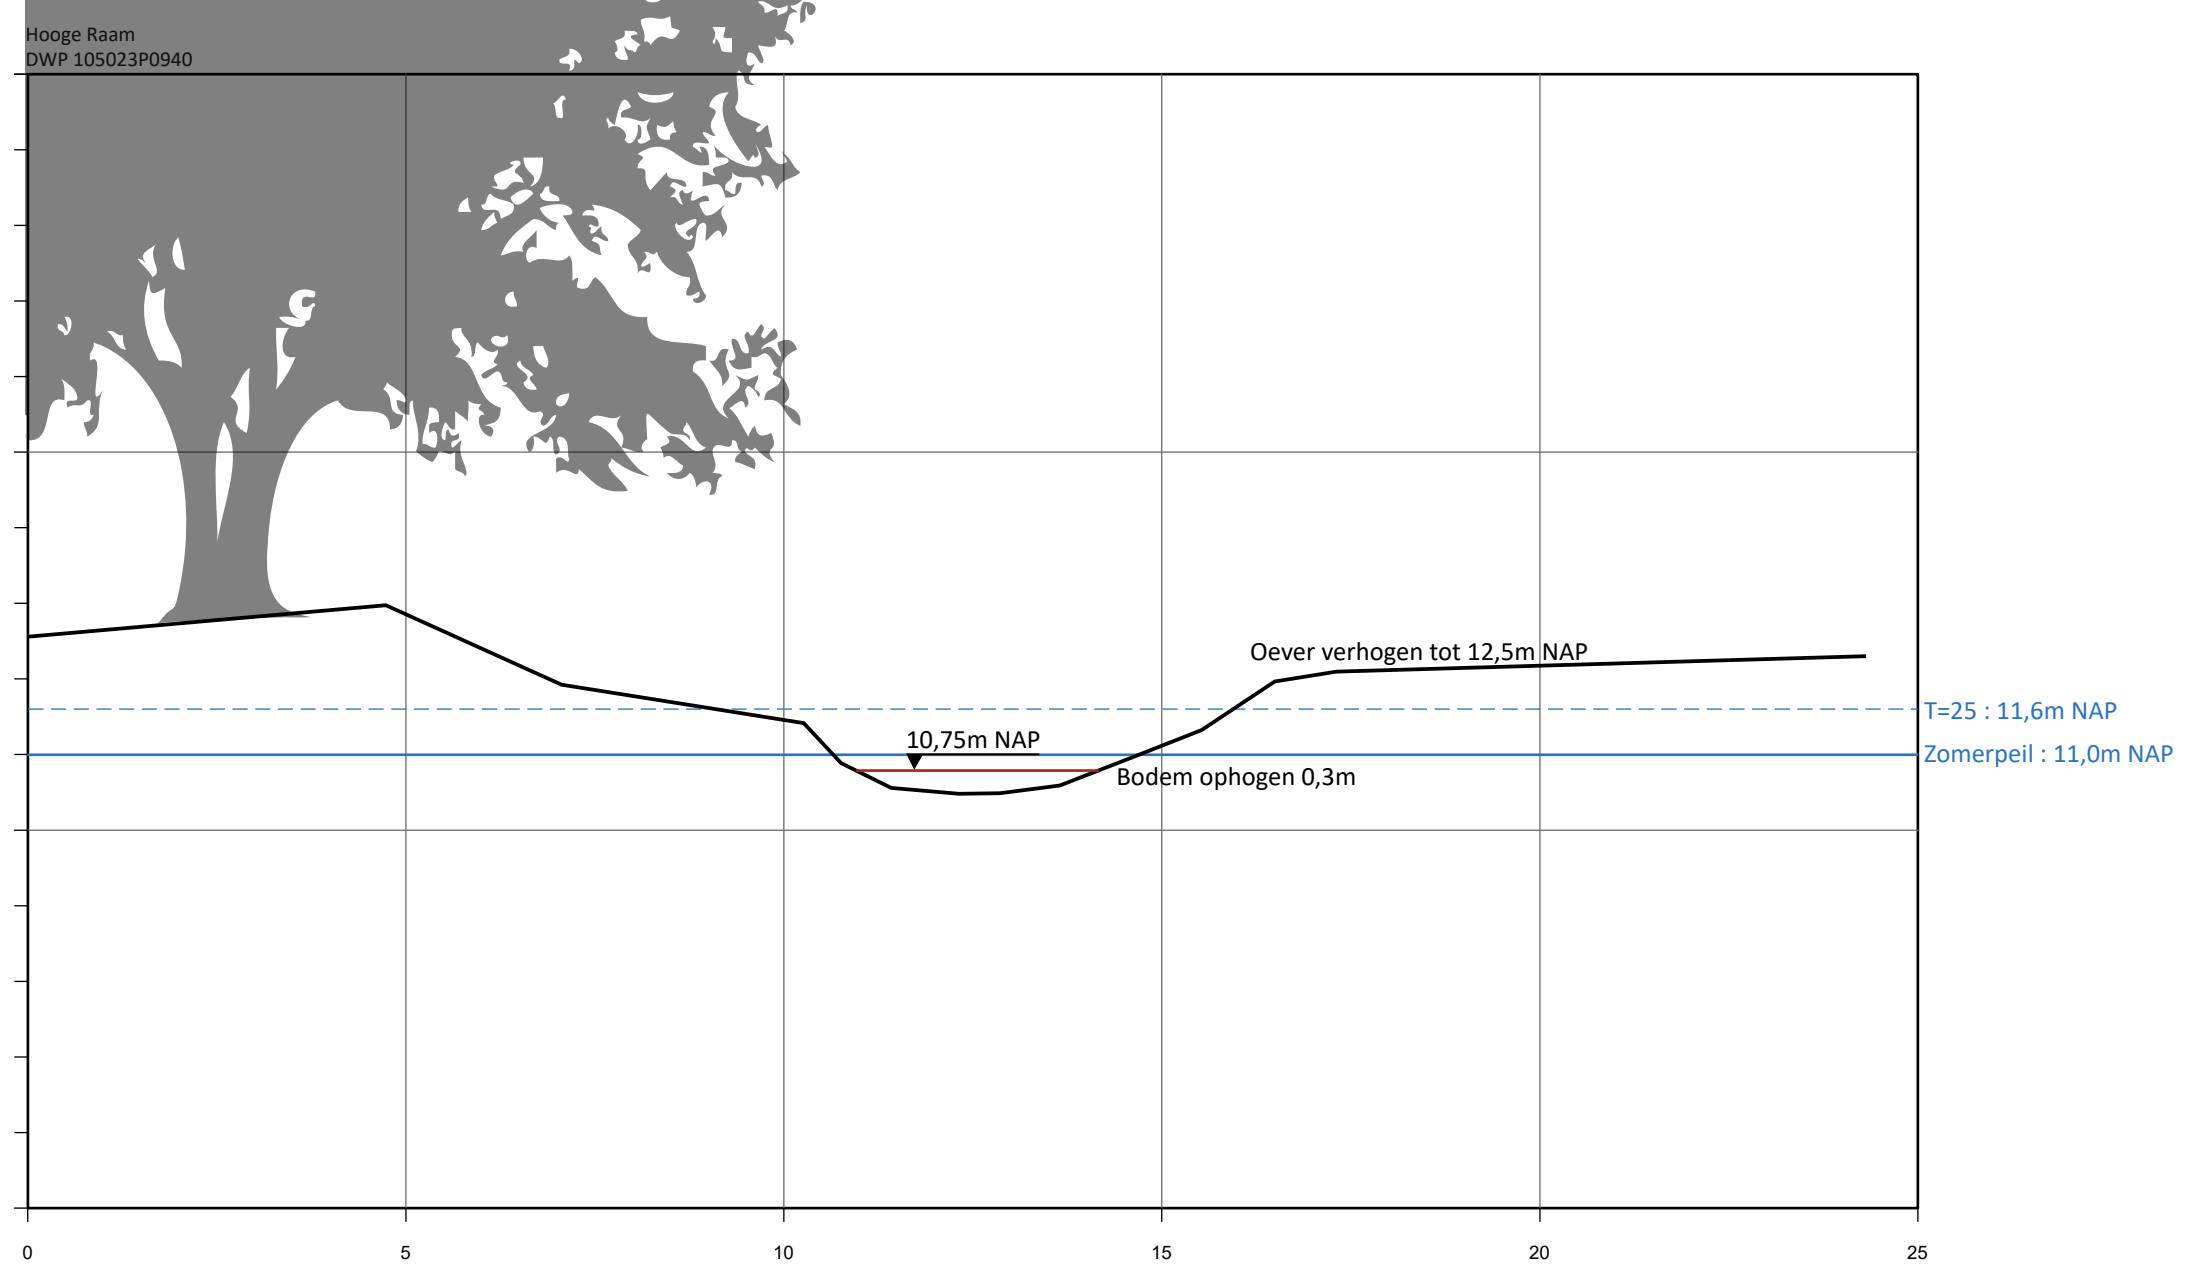 Hooge Raam
DWP 105023P0940
Oever verhogen tot 12,5m NAP
T=25 : 11,6m NAP
10,75m NAP
Zomerpeil : 11,0m NAP
Bodem ophogen 0,3m
0 5 10 15 20 25